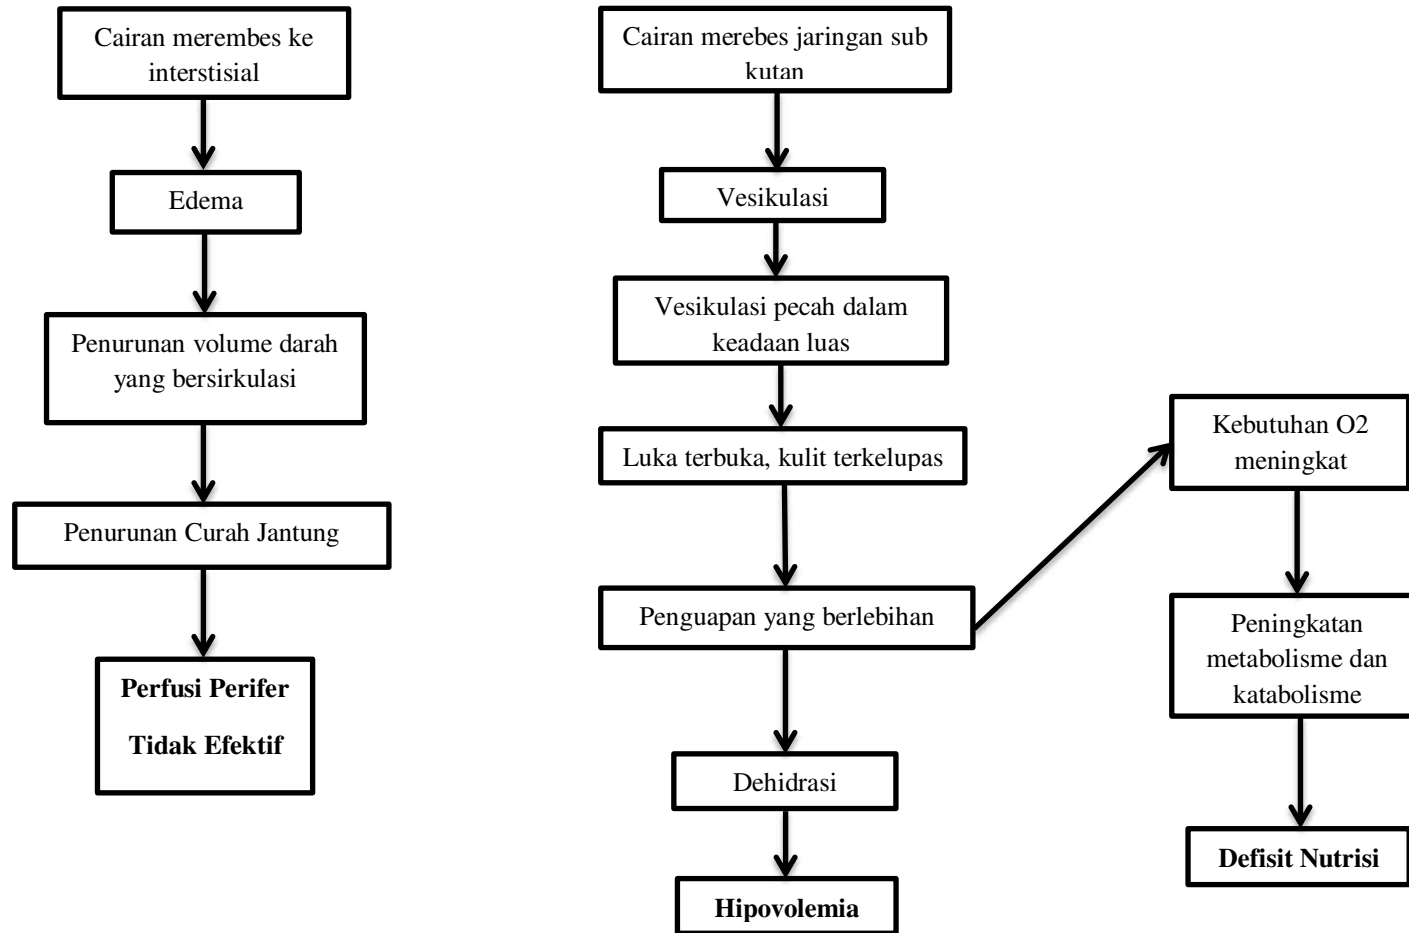 Cairan merembes ke
interstisial
Edema
Penurunan volume darah
yang bersirkulasi
Penurunan Curah Jantung
Perfusi Perifer
Tidak Efektif
Cairan merebes jaringan sub
kutan
Vesikulasi
Vesikulasi pecah dalam
keadaan luas
Luka terbuka, kulit terkelupas
Penguapan yang berlebihan
Dehidrasi
Hipovolemia
Kebutuhan O2
meningkat
Peningkatan
metabolisme dan
katabolisme
Defisit Nutrisi